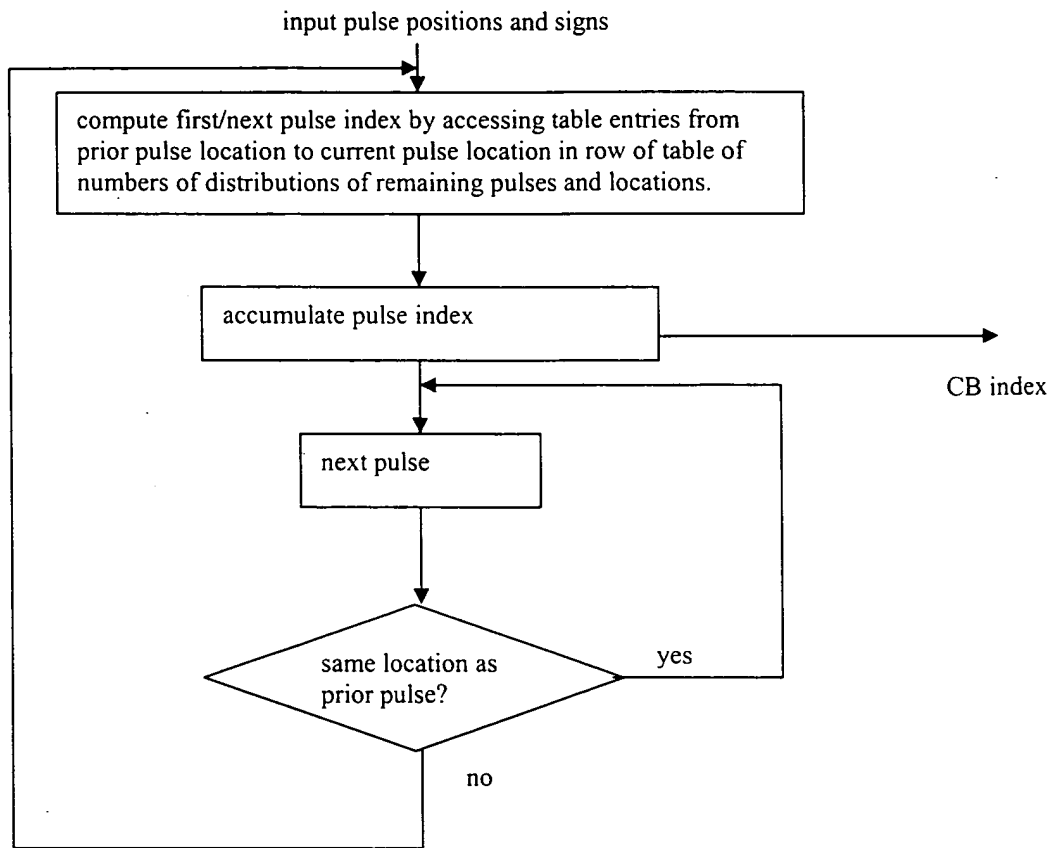 input pulse positions and signs
compute first/next pulse index by accessing table entries from
prior pulse location to current pulse location in row of table of
numbers of distributions of remaining pulses and locations.
accumulate pulse index
CB index
next pulse
same location as
prior pulse?
yes
no